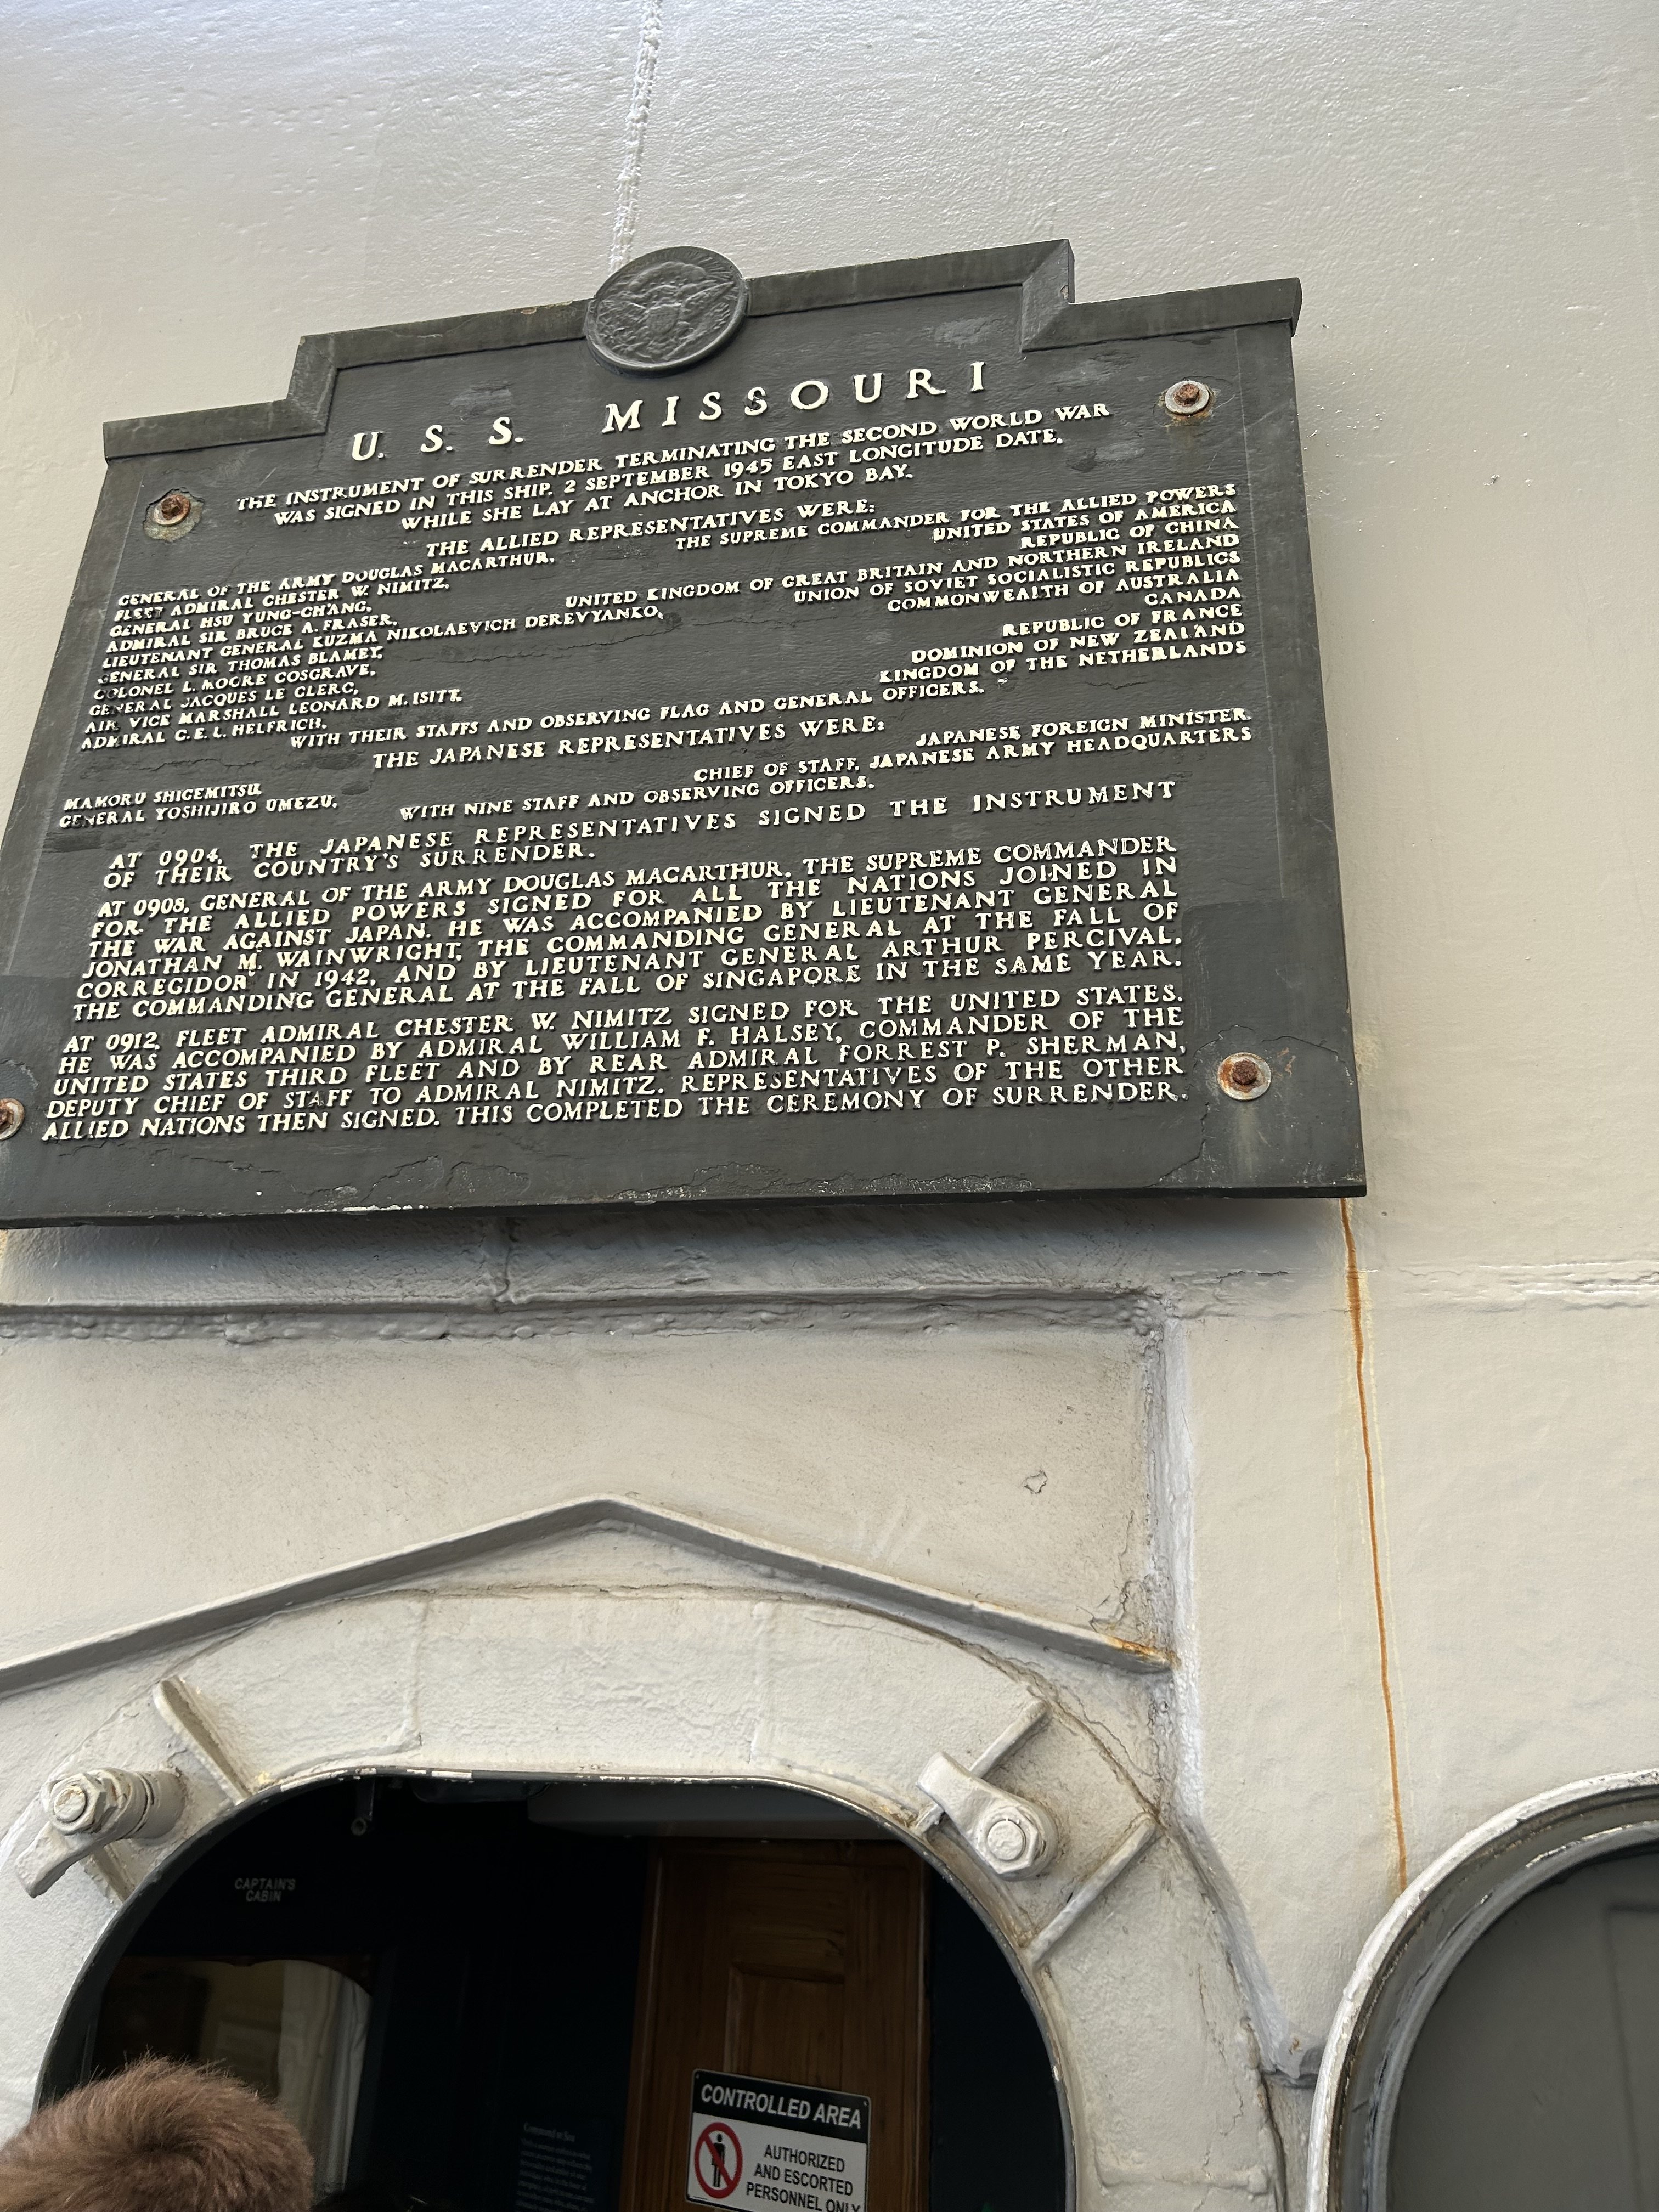 U. S. S. MISSOURI
THE INSTRUMENT OF SURRENDER TERMINATING THE SECOND WORLD WAR
WAS SIGNED IN THIS SHIP, 2 SEPTEMBER 1945 EAST LONGITUDE DATE,
WHILE SHE LAY AT ANCHOR IN TOKYO BAY.
THE ALLIED REPRESENTATIVES WERE:
GENERAL OF THE ARMY DOUGLAS MACARTHUR, THE SUPREME COMMANDER FOR THE ALLIED POWERS
FLEET ADMIRAL CHESTER W. NIMITZ, UNITED STATES OF AMERICA
GENERAL HSU YUNG-CH'ANG, REPUBLIC OF CHINA
ADMIRAL SIR BRUCE A. FRASER, UNITED KINGDOM OF GREAT BRITAIN AND NORTHERN IRELAND
LIEUTENANT GENERAL KUZMA NIKOLAEVICH DEREVYANKO, UNION OF SOVIET SOCIALISTIC REPUBLICS
GENERAL SIR THOMAS BLAMEY, COMMONWEALTH OF AUSTRALIA
COLONEL L. MOORE COSGRAVE, CANADA
GENERAL JACQUES LE CLERC, REPUBLIC OF FRANCE
AIR VICE MARSHALL LEONARD M. ISITT, DOMINION OF NEW ZEALAND
ADMIRAL C. E. L. HELFRICH, KINGDOM OF THE NETHERLANDS
WITH THEIR STAFFS AND OBSERVING FLAG AND GENERAL OFFICERS.
THE JAPANESE REPRESENTATIVES WERE:
MAMORU SHIGEMITSU, JAPANESE FOREIGN MINISTER
GENERAL YOSHIJIRO UMEZU, CHIEF OF STAFF, JAPANESE ARMY HEADQUARTERS
WITH NINE STAFF AND OBSERVING OFFICERS.
AT 0904, THE JAPANESE REPRESENTATIVES SIGNED THE INSTRUMENT
OF THEIR COUNTRY'S SURRENDER.
AT 0908, GENERAL OF THE ARMY DOUGLAS MACARTHUR, THE SUPREME COMMANDER
FOR THE ALLIED POWERS SIGNED FOR ALL THE NATIONS JOINED IN
THE WAR AGAINST JAPAN. HE WAS ACCOMPANIED BY LIEUTENANT GENERAL
JONATHAN M. WAINWRIGHT, THE COMMANDING GENERAL AT THE FALL OF
CORREGIDOR IN 1942, AND BY LIEUTENANT GENERAL ARTHUR PERCIVAL,
THE COMMANDING GENERAL AT THE FALL OF SINGAPORE IN THE SAME YEAR.
AT 0912, FLEET ADMIRAL CHESTER W. NIMITZ SIGNED FOR THE UNITED STATES.
HE WAS ACCOMPANIED BY ADMIRAL WILLIAM F. HALSEY, COMMANDER OF THE
UNITED STATES THIRD FLEET AND BY REAR ADMIRAL FORREST P. SHERMAN,
DEPUTY CHIEF OF STAFF TO ADMIRAL NIMITZ. REPRESENTATIVES OF THE OTHER
ALLIED NATIONS THEN SIGNED. THIS COMPLETED THE CEREMONY OF SURRENDER.
CAPTAIN'S
CABIN
CONTROLLED AREA
AUTHORIZED
AND ESCORTED
PERSONNEL ONLY